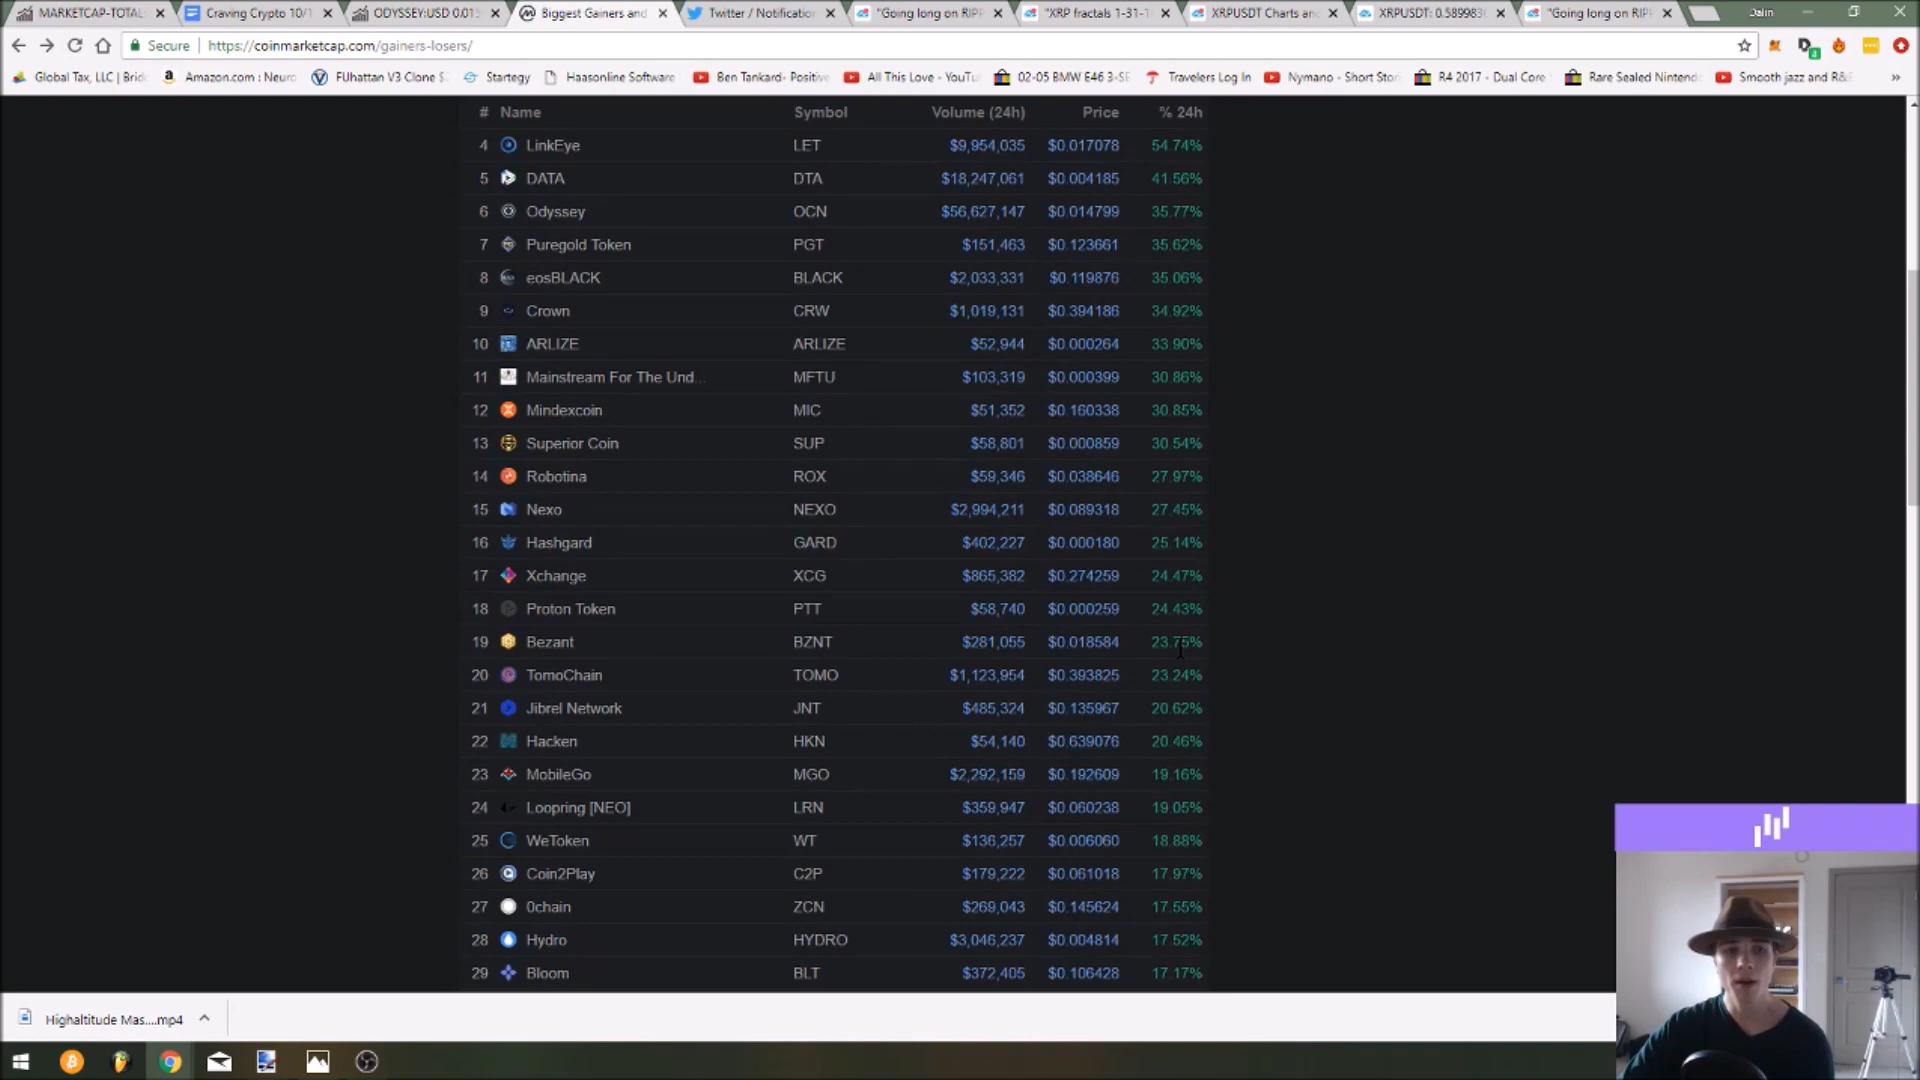 MARKETCAP-TOTAL: Craving Crypto 10/1 ODYSSEY:USD 0.015 Biggest Gainers and Twitter / Notification "Going long on RIPP "XRP fractals 1-31-1 XRPUSDT Charts and XRPUSDT: 0.589983 "Going long on RIPP Dalin
Secure https://coinmarketcap.com/gainers-losers/
Global Tax, LLC | Brid Amazon.com : Neuro FUhattan V3 Clone $ Startegy Haasonline Software Ben Tankard- Positive All This Love - YouTu 02-05 BMW E46 3-SE Travelers Log In Nymano - Short Stor R4 2017 - Dual Core Rare Sealed Nintendo Smooth jazz and R&B »
# Name Symbol Volume (24h) Price % 24h
4 LinkEye LET $9,954,035 $0.017078 54.74%
5 DATA DTA $18,247,061 $0.004185 41.56%
6 Odyssey OCN $56,627,147 $0.014799 35.77%
7 Puregold Token PGT $151,463 $0.123661 35.62%
8 eosBLACK BLACK $2,033,331 $0.119876 35.06%
9 Crown CRW $1,019,131 $0.394186 34.92%
10 ARLIZE ARLIZE $52,944 $0.000264 33.90%
11 Mainstream For The Und... MFTU $103,319 $0.000399 30.86%
12 Mindexcoin MIC $51,352 $0.160338 30.85%
13 Superior Coin SUP $58,801 $0.000859 30.54%
14 Robotina ROX $59,346 $0.038646 27.97%
15 Nexo NEXO $2,994,211 $0.089318 27.45%
16 Hashgard GARD $402,227 $0.000180 25.14%
17 Xchange XCG $865,382 $0.274259 24.47%
18 Proton Token PTT $58,740 $0.000259 24.43%
19 Bezant BZNT $281,055 $0.018584 23.75%
20 TomoChain TOMO $1,123,954 $0.393825 23.24%
21 Jibrel Network JNT $485,324 $0.135967 20.62%
22 Hacken HKN $54,140 $0.639076 20.46%
23 MobileGo MGO $2,292,159 $0.192609 19.16%
24 Loopring [NEO] LRN $359,947 $0.060238 19.05%
25 WeToken WT $136,257 $0.006060 18.88%
26 Coin2Play C2P $179,222 $0.061018 17.97%
27 0chain ZCN $269,043 $0.145624 17.55%
28 Hydro HYDRO $3,046,237 $0.004814 17.52%
29 Bloom BLT $372,405 $0.106428 17.17%
Highaltitude Mas....mp4